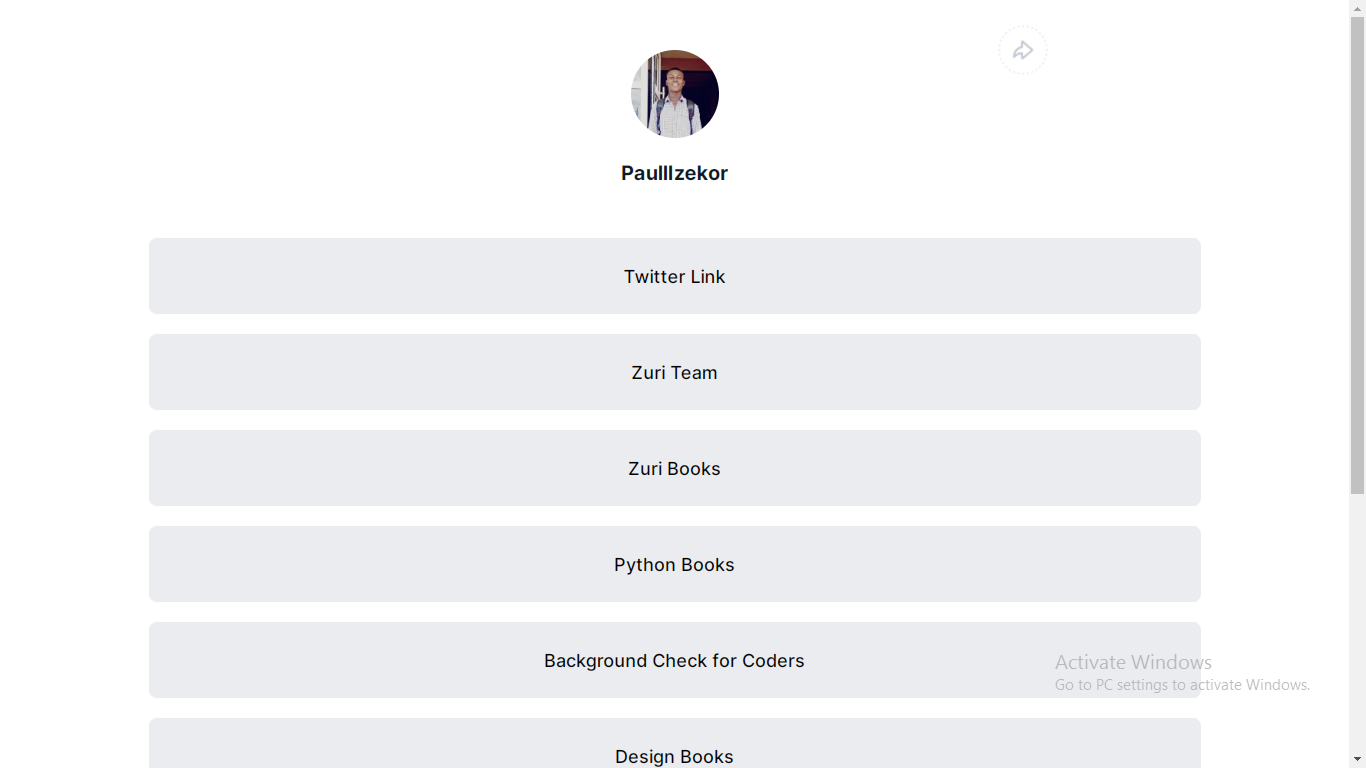 PaulIzekor
Twitter Link
Zuri Team
Zuri Books
Python Books
Background Check for Coders
Activate Windows
Go to PC settings to activate Windows.
Design Books